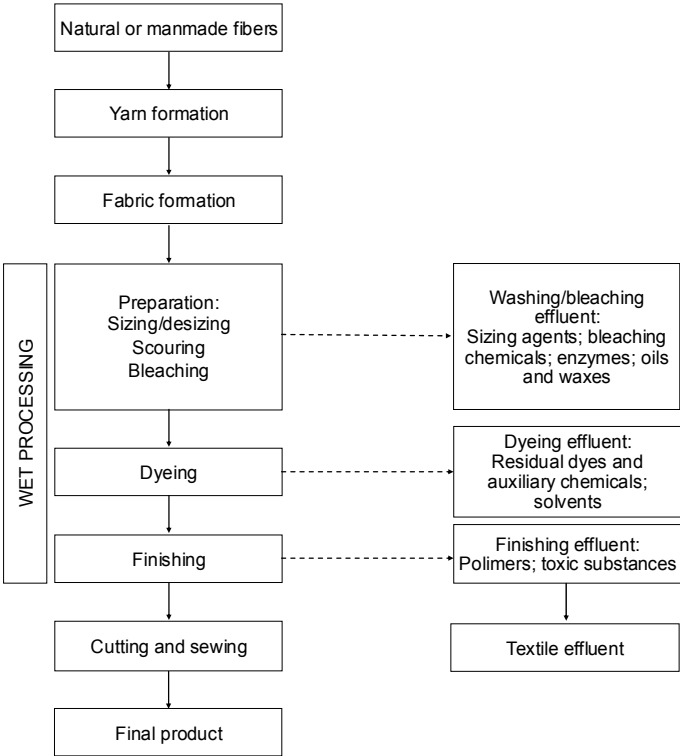 Natural or manmade fibers
Yarn formation
Fabric formation
WET PROCESSING
Preparation:
Sizing/desizing
Scouring
Bleaching
Washing/bleaching
effluent:
Sizing agents; bleaching
chemicals; enzymes; oils
and waxes
Dyeing
Dyeing effluent:
Residual dyes and
auxiliary chemicals;
solvents
Finishing
Finishing effluent:
Polimers; toxic substances
Cutting and sewing
Textile effluent
Final product